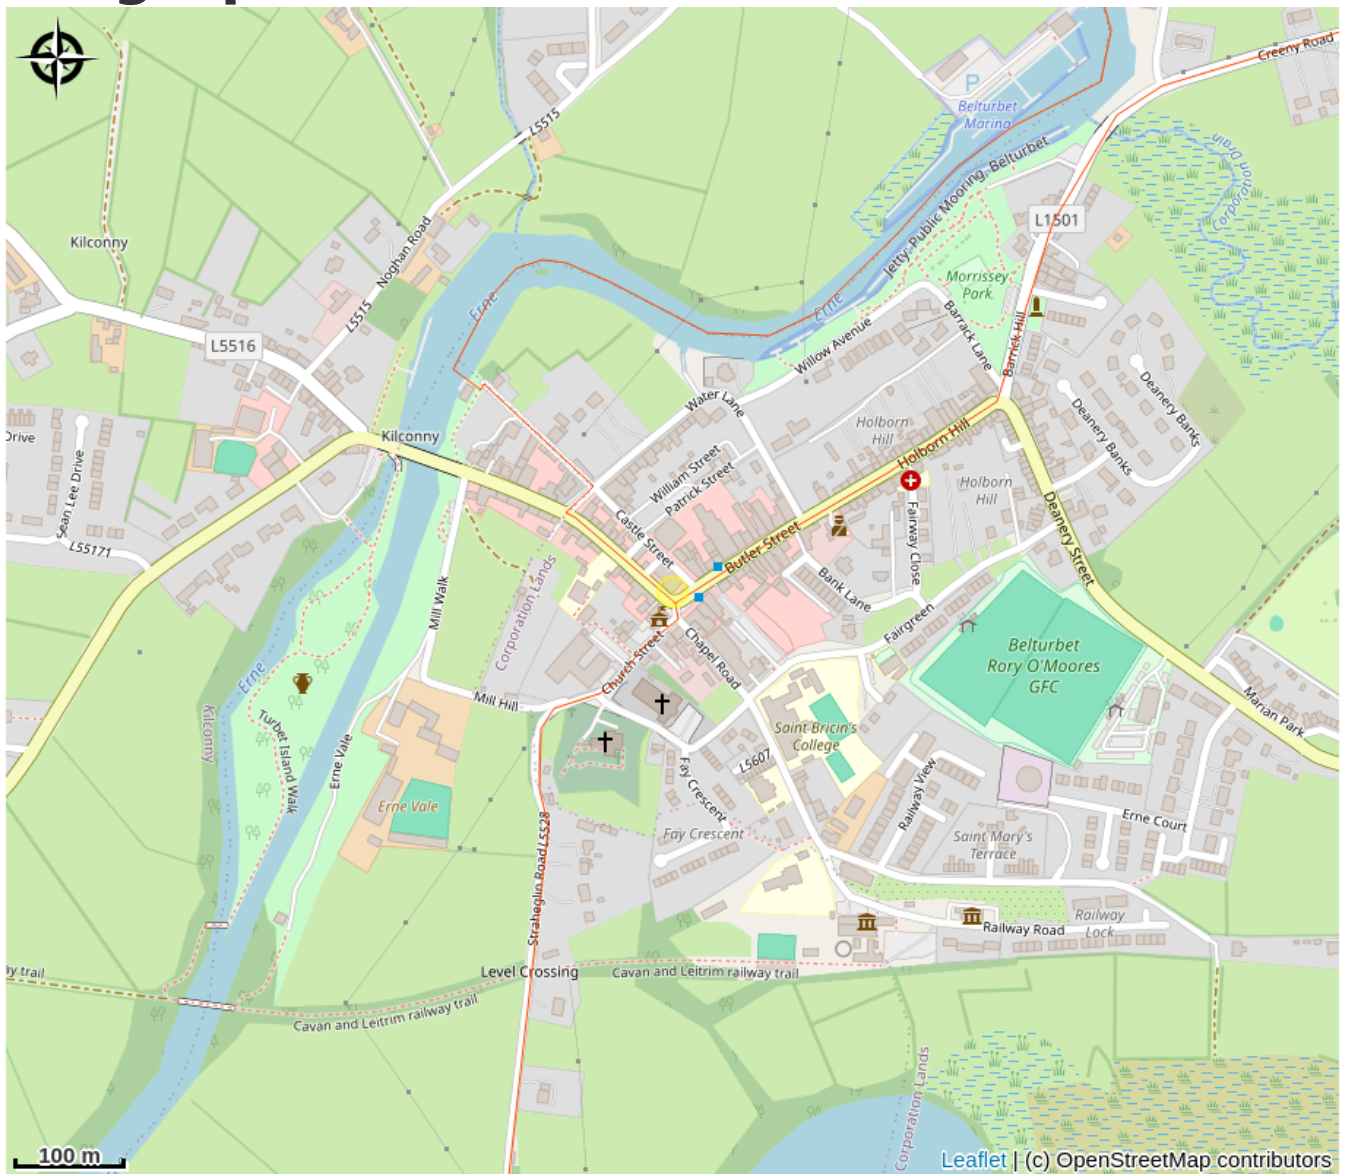 Creeny Road
P
Belturbet
Marina
L5515
Jetty: Public Mooring, Belturbet
Corporation Drain
L1501
Kilconny
Noghan Road
Morrissey
Park
Erne
Erne
L5515
Barrack Lane
Barrick Hill
L5516
Willow Avenue
Deanery Banks
Water Lane
Deanery Banks
Drive
Kilconny
Holborn
Hill
Holborn Hill
William Street
Patrick Street
Sean Lee Drive
Holborn
Hill
Castle Street
Deanery Street
Fairway Close
L55171
Butler Street
Corporation Lands
Bank Lane
Mill Walk
Fairgreen
Chapel Road
Belturbet
Rory O'Moores
GFC
Church Street
Erne
Mill Hill
Marian Park
Kilconny
Turbet Island Walk
Saint Bricin's
College
Erne Vale
L5607
Fay Crescent
Railway View
Erne Vale
Erne Court
Fay Crescent
Saint Mary's
Terrace
Straheglin Road L5528
Railway
Lock
Railway Road
ay trail
Level Crossing
Cavan and Leitrim railway trail
Cavan and Leitrim railway trail
Corporation Lands
100 m
Leaflet | (c) OpenStreetMap contributors